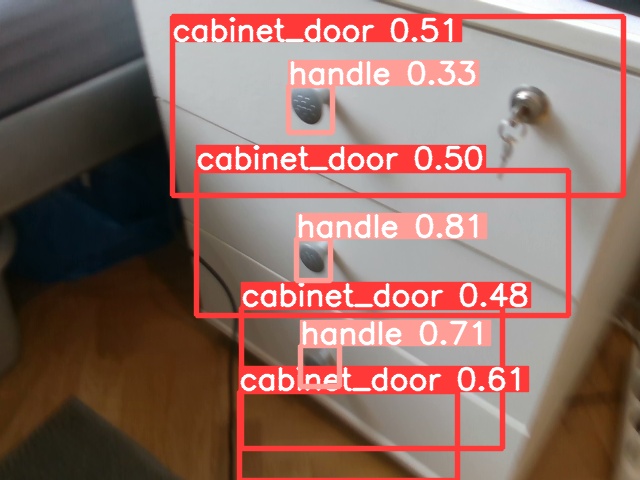 cabinet_door 0.51
handle 0.33
cabinet_door 0.50
handle 0.81
cabinet_door 0.48
handle 0.71
cabinet_door 0.61